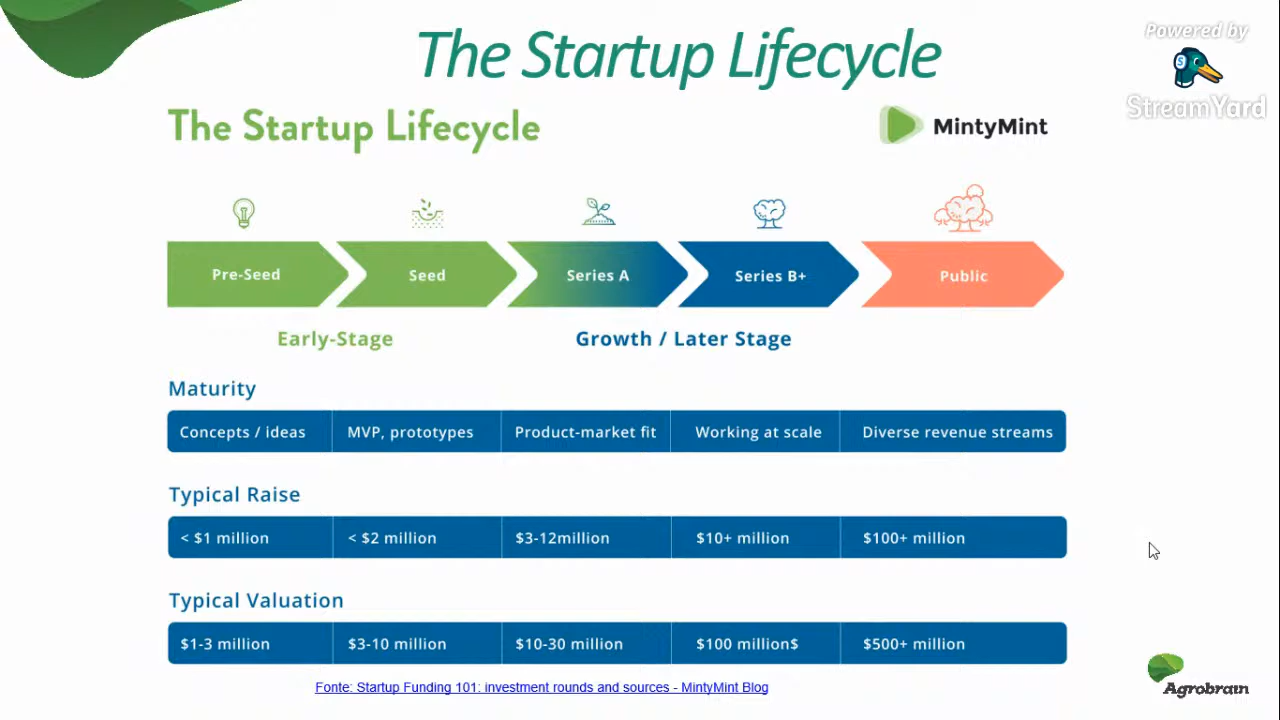 The Startup Lifecycle
Powered by
S
StreamYard
The Startup Lifecycle
MintyMint
Pre-Seed
Seed
Series A
Series B+
Public
Early-Stage
Growth / Later Stage
Maturity
Concepts / ideas
MVP, prototypes
Product-market fit
Working at scale
Diverse revenue streams
Typical Raise
< $1 million
< $2 million
$3-12million
$10+ million
$100+ million
Typical Valuation
$1-3 million
$3-10 million
$10-30 million
$100 million$
$500+ million
Fonte: Startup Funding 101: investment rounds and sources - MintyMint Blog
Agrobrain